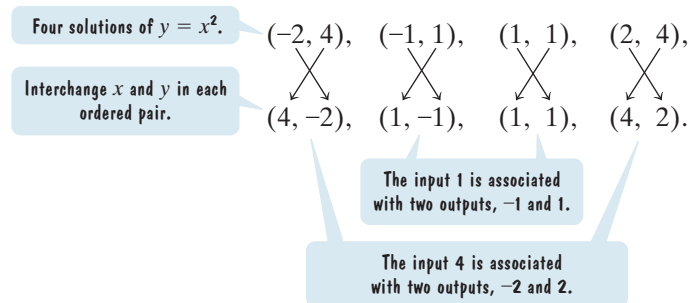 Four solutions of y = x².
(−2, 4), (−1, 1), (1, 1), (2, 4),
Interchange x and y in each
ordered pair.
(4, −2), (1, −1), (1, 1), (4, 2).
The input 1 is associated
with two outputs, −1 and 1.
The input 4 is associated
with two outputs, −2 and 2.